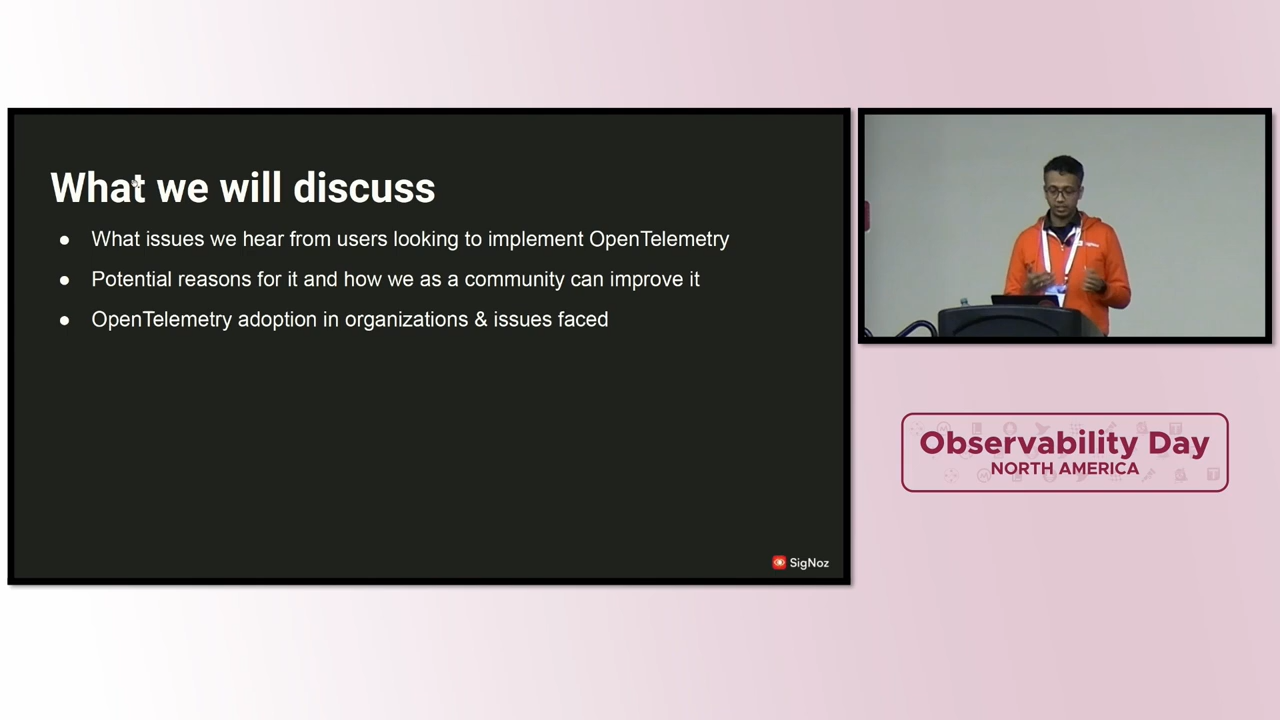 What we will discuss
● What issues we hear from users looking to implement OpenTelemetry
● Potential reasons for it and how we as a community can improve it
● OpenTelemetry adoption in organizations & issues faced
SigNoz
Observability Day
NORTH AMERICA